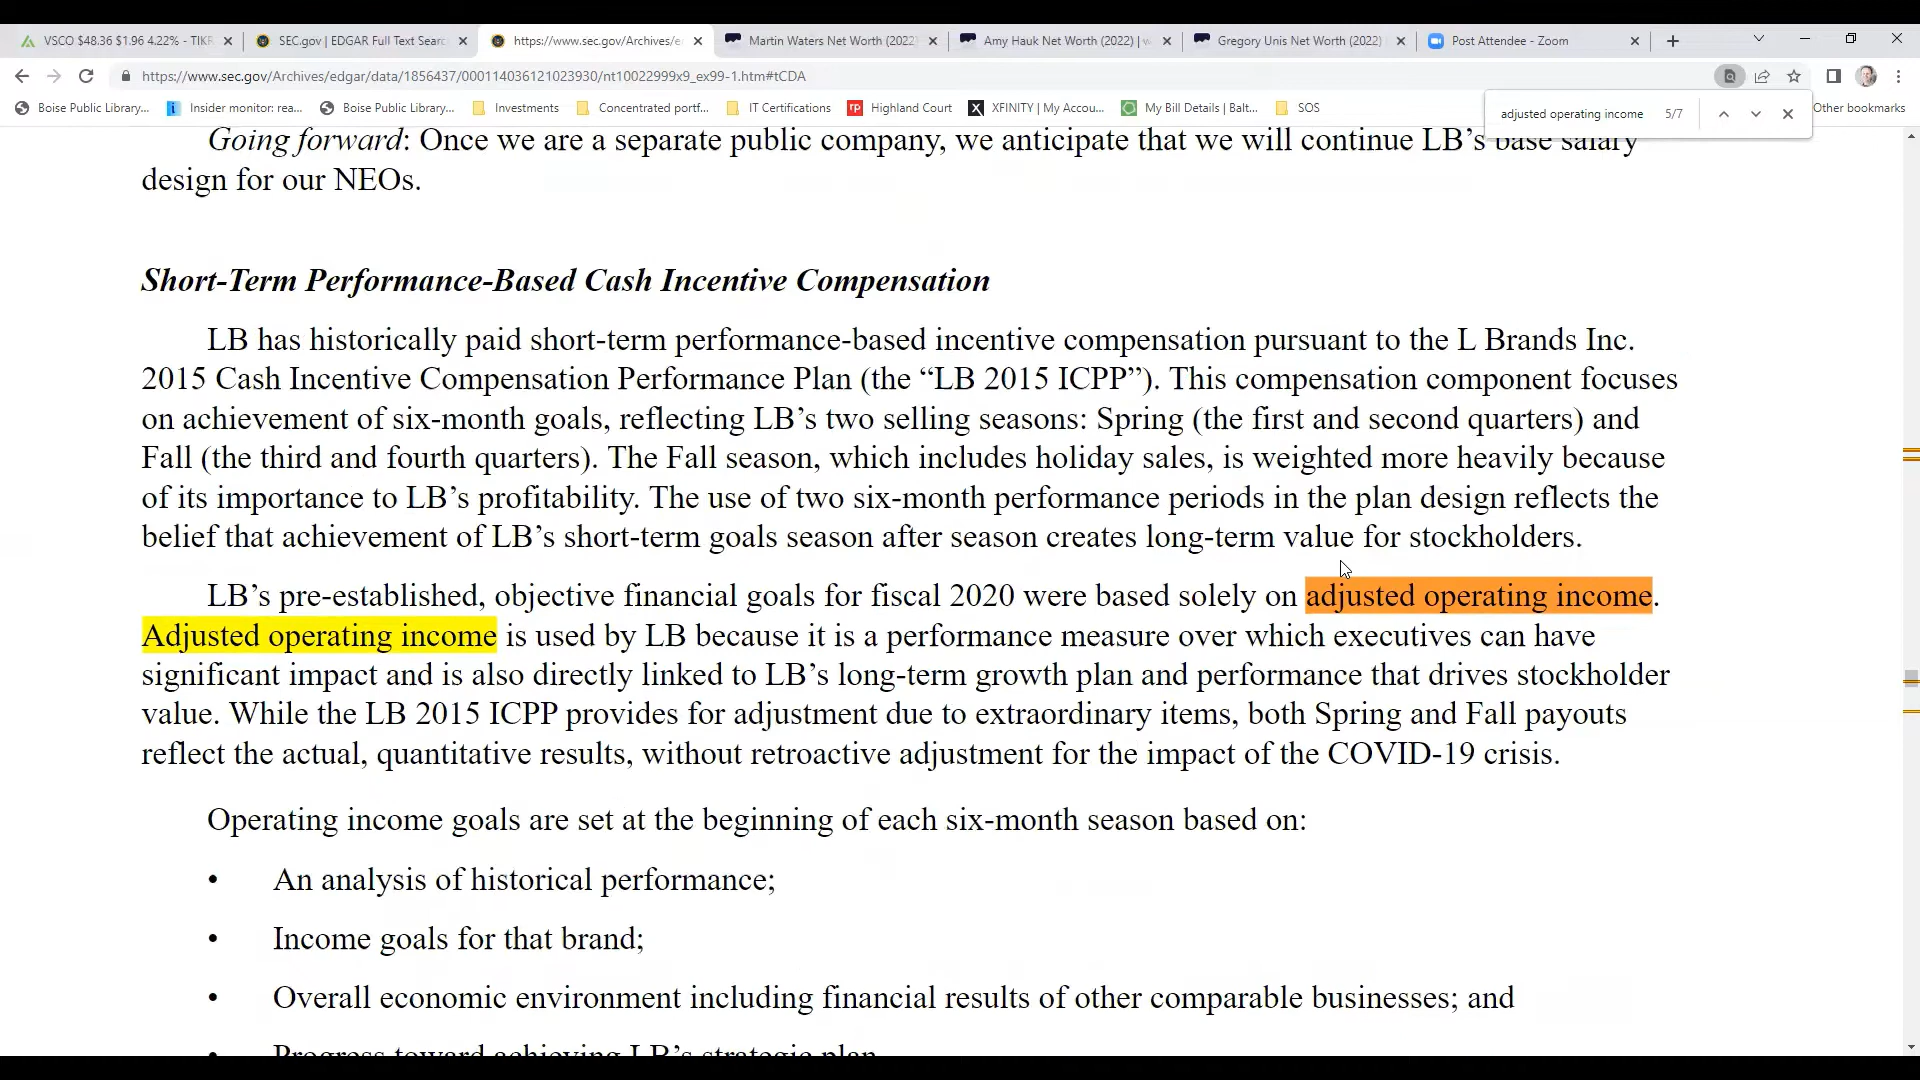 VSCO $48.36 $1.96 4.22% - TIKR
SEC.gov | EDGAR Full Text Searc
https://www.sec.gov/Archives/e
Martin Waters Net Worth (2022)
Amy Hauk Net Worth (2022) | w
Gregory Unis Net Worth (2022)
Post Attendee - Zoom
https://www.sec.gov/Archives/edgar/data/1856437/000114036121023930/nt10022999x9_ex99-1.htm#tCDA
Boise Public Library...
Insider monitor: rea...
Boise Public Library...
Investments
Concentrated portf...
IT Certifications
rp
Highland Court
X
XFINITY | My Accou...
My Bill Details | Balt...
SOS
adjusted operating income 5/7
Other bookmarks
Going forward: Once we are a separate public company, we anticipate that we will continue LB’s base salary
design for our NEOs.
Short-Term Performance-Based Cash Incentive Compensation
LB has historically paid short-term performance-based incentive compensation pursuant to the L Brands Inc.
2015 Cash Incentive Compensation Performance Plan (the “LB 2015 ICPP”). This compensation component focuses
on achievement of six-month goals, reflecting LB’s two selling seasons: Spring (the first and second quarters) and
Fall (the third and fourth quarters). The Fall season, which includes holiday sales, is weighted more heavily because
of its importance to LB’s profitability. The use of two six-month performance periods in the plan design reflects the
belief that achievement of LB’s short-term goals season after season creates long-term value for stockholders.
LB’s pre-established, objective financial goals for fiscal 2020 were based solely on adjusted operating income.
Adjusted operating income is used by LB because it is a performance measure over which executives can have
significant impact and is also directly linked to LB’s long-term growth plan and performance that drives stockholder
value. While the LB 2015 ICPP provides for adjustment due to extraordinary items, both Spring and Fall payouts
reflect the actual, quantitative results, without retroactive adjustment for the impact of the COVID-19 crisis.
Operating income goals are set at the beginning of each six-month season based on:
• An analysis of historical performance;
• Income goals for that brand;
• Overall economic environment including financial results of other comparable businesses; and
• Progress toward achieving LB’s strategic plan